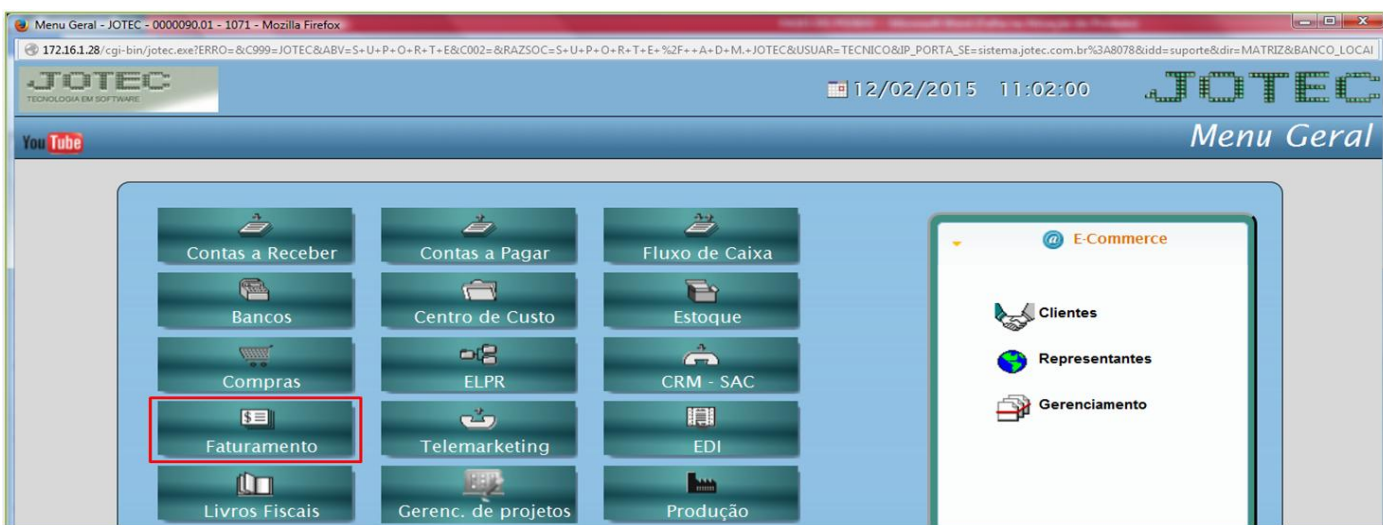 Menu Geral - JOTEC - 0000090.01 - 1071 - Mozilla Firefox
172.16.1.28/cgi-bin/jotec.exe?ERRO=&C999=JOTEC&ABV=S+U+P+O+R+T+E&C002=&RAZSOC=S+U+P+O+R+T+E+%2F++A+D+M.+JOTEC&USUAR=TECNICO&IP_PORTA_SE=sistema.jotec.com.br%3A8078&idd=suporte&dir=MATRIZ&BANCO_LOCAI
JOTEC
TECNOLOGIA EM SOFTWARE
12/02/2015 11:02:00
JOTEC
You Tube
Menu Geral
Contas a Receber
Contas a Pagar
Fluxo de Caixa
Bancos
Centro de Custo
Estoque
Compras
ELPR
CRM - SAC
Faturamento
Telemarketing
EDI
Livros Fiscais
Gerenc. de projetos
Produção
E-Commerce
Clientes
Representantes
Gerenciamento